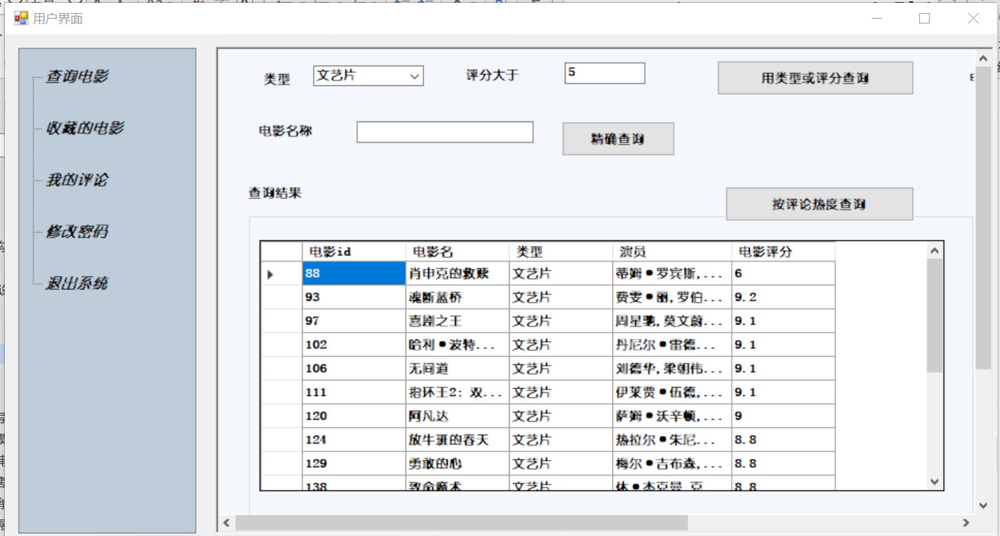 用户界面
查询电影
收藏的电影
我的评论
修改密码
退出系统
类型 文艺片 评分大于 5 用类型或评分查询
电影名称 精确查询
查询结果 按评论热度查询
电影id 电影名 类型 演员 电影评分
88 肖申克的救赎 文艺片 蒂姆●罗宾斯,... 6
93 魂断蓝桥 文艺片 费雯●丽,罗伯... 9.2
97 喜剧之王 文艺片 周星驰,莫文蔚... 9.1
102 哈利●波特... 文艺片 丹尼尔●雷德... 9.1
106 无间道 文艺片 刘德华,梁朝伟... 9.1
111 指环王2: 双... 文艺片 伊莱贾●伍德,... 9.1
120 阿凡达 文艺片 萨姆●沃辛顿,... 9
124 放牛班的春天 文艺片 热拉尔●朱尼... 8.8
129 勇敢的心 文艺片 梅尔●吉布森,... 8.8
138 致命魔术 文艺片 休●杰克曼 克 8.8